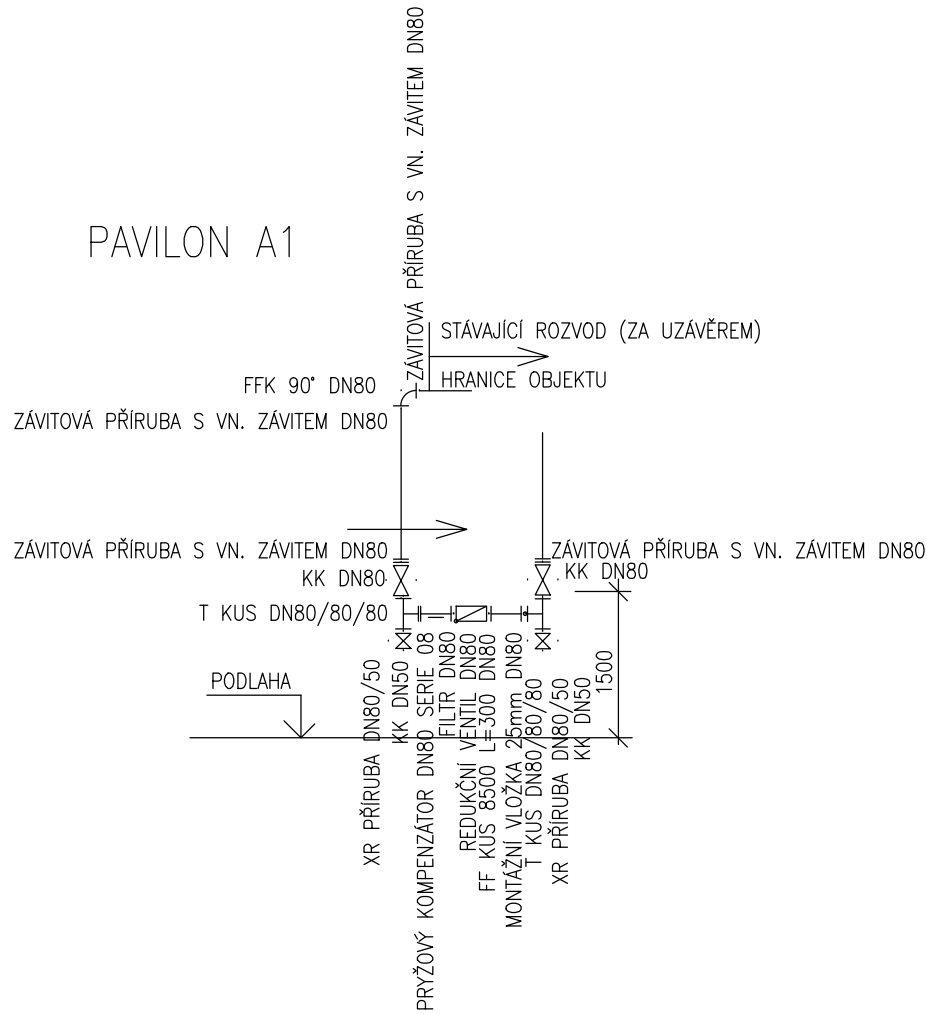 ZÁVITOVÁ PŘÍRUBA S VN. ZÁVITEM DN80
PAVILON A1
STÁVAJÍCÍ ROZVOD (ZA UZÁVĚREM)
FFK 90° DN80
HRANICE OBJEKTU
ZÁVITOVÁ PŘÍRUBA S VN. ZÁVITEM DN80
ZÁVITOVÁ PŘÍRUBA S VN. ZÁVITEM DN80
ZÁVITOVÁ PŘÍRUBA S VN. ZÁVITEM DN80
KK DN80
KK DN80
T KUS DN80/80/80
PODLAHA
XR PŘÍRUBA DN80/50
KK DN50
PRYŽOVÝ KOMPENZÁTOR DN80 SERIE 08
FILTR DN80
REDUKČNÍ VENTIL DN80
FF KUS 8500 L=300 DN80
MONTÁŽNÍ VLOŽKA 25mm DN80
T KUS DN80/80/80
XR PŘÍRUBA DN80/50
KK DN50
1500